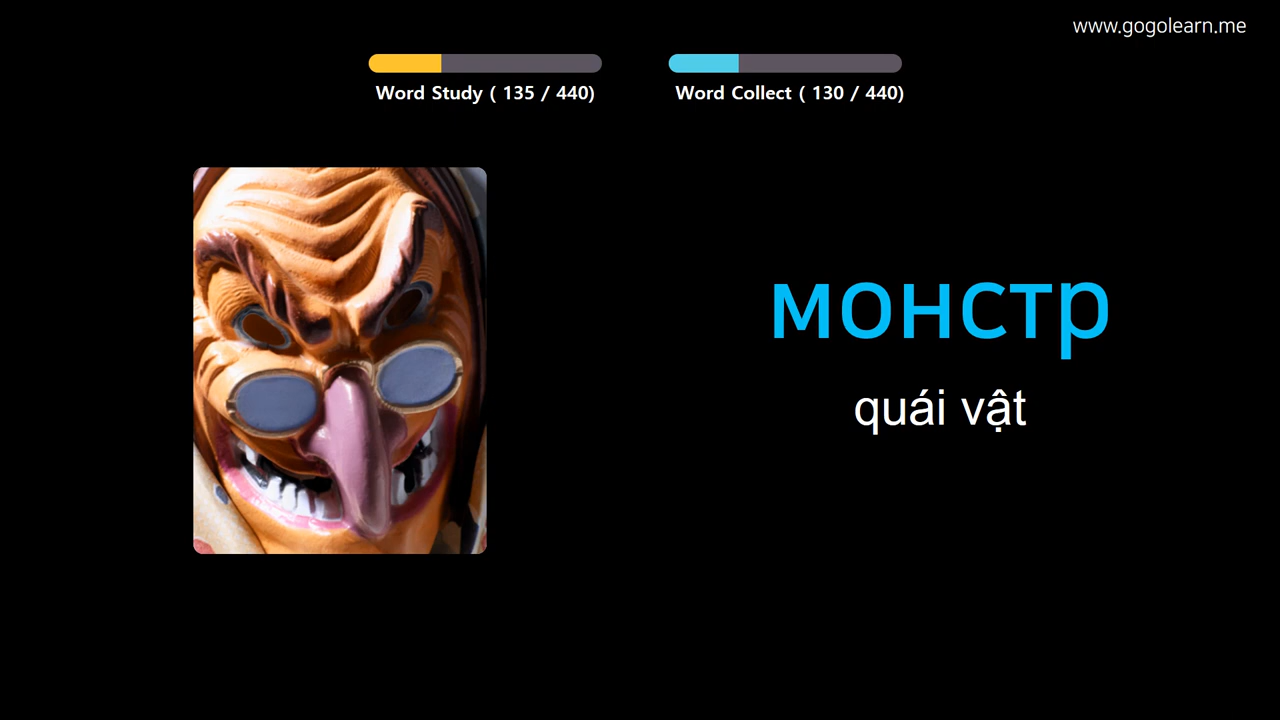 www.gogolearn.me
Word Study ( 135 / 440)
Word Collect ( 130 / 440)
монстр
quái vật